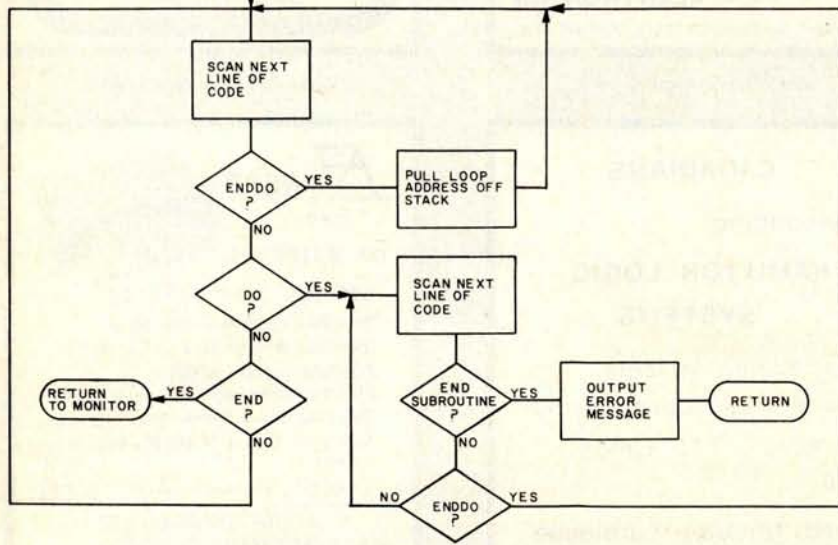 SCAN NEXT
LINE OF
CODE
ENDDO
?
YES
PULL LOOP
ADDRESS OFF
STACK
NO
DO
?
YES
SCAN NEXT
LINE OF
CODE
NO
RETURN
TO MONITOR
YES
END
?
NO
END
SUBROUTINE
?
YES
OUTPUT
ERROR
MESSAGE
RETURN
NO
NO
ENDDO
?
YES